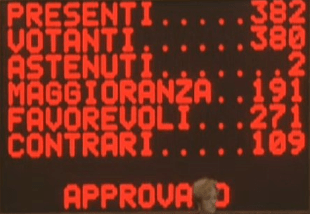 PRESENTI.....382
VOTANTI......380
ASTENUTI.......2
MAGGIORANZA..191
FAVOREVOLI...271
CONTRARI.....109